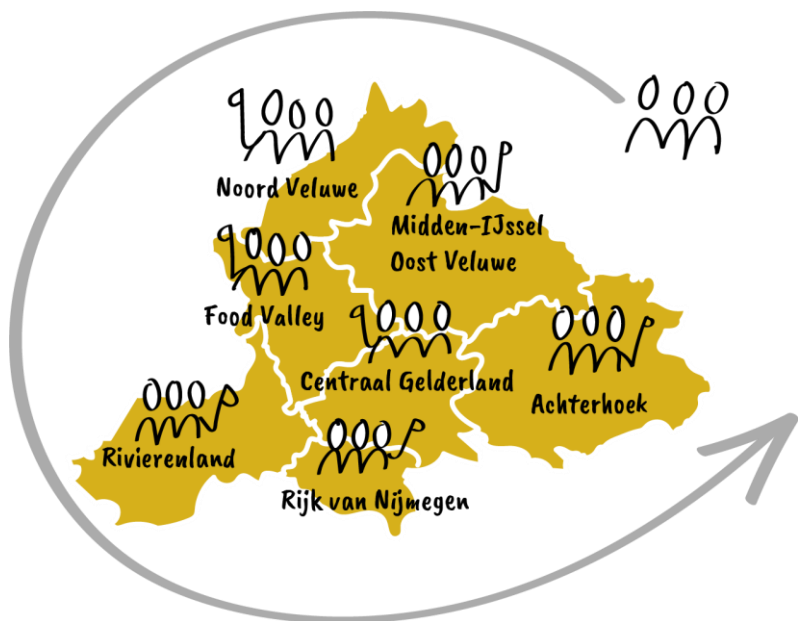 Noord Veluwe
Midden-IJssel
Oost Veluwe
Food Valley
Centraal Gelderland
Achterhoek
Rivierenland
Rijk van Nijmegen